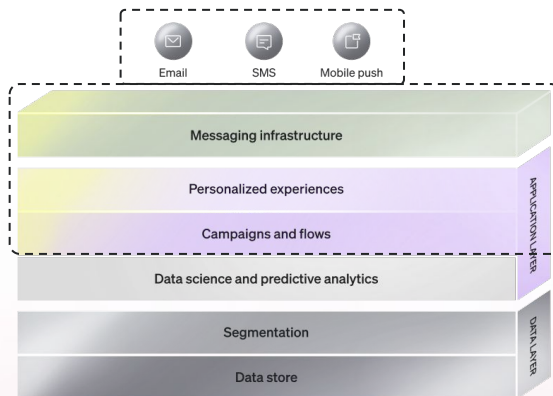 Email
SMS
Mobile push
Messaging infrastructure
Personalized experiences
Campaigns and flows
APPLICATION LAYER
Data science and predictive analytics
Segmentation
DATA LAYER
Data store